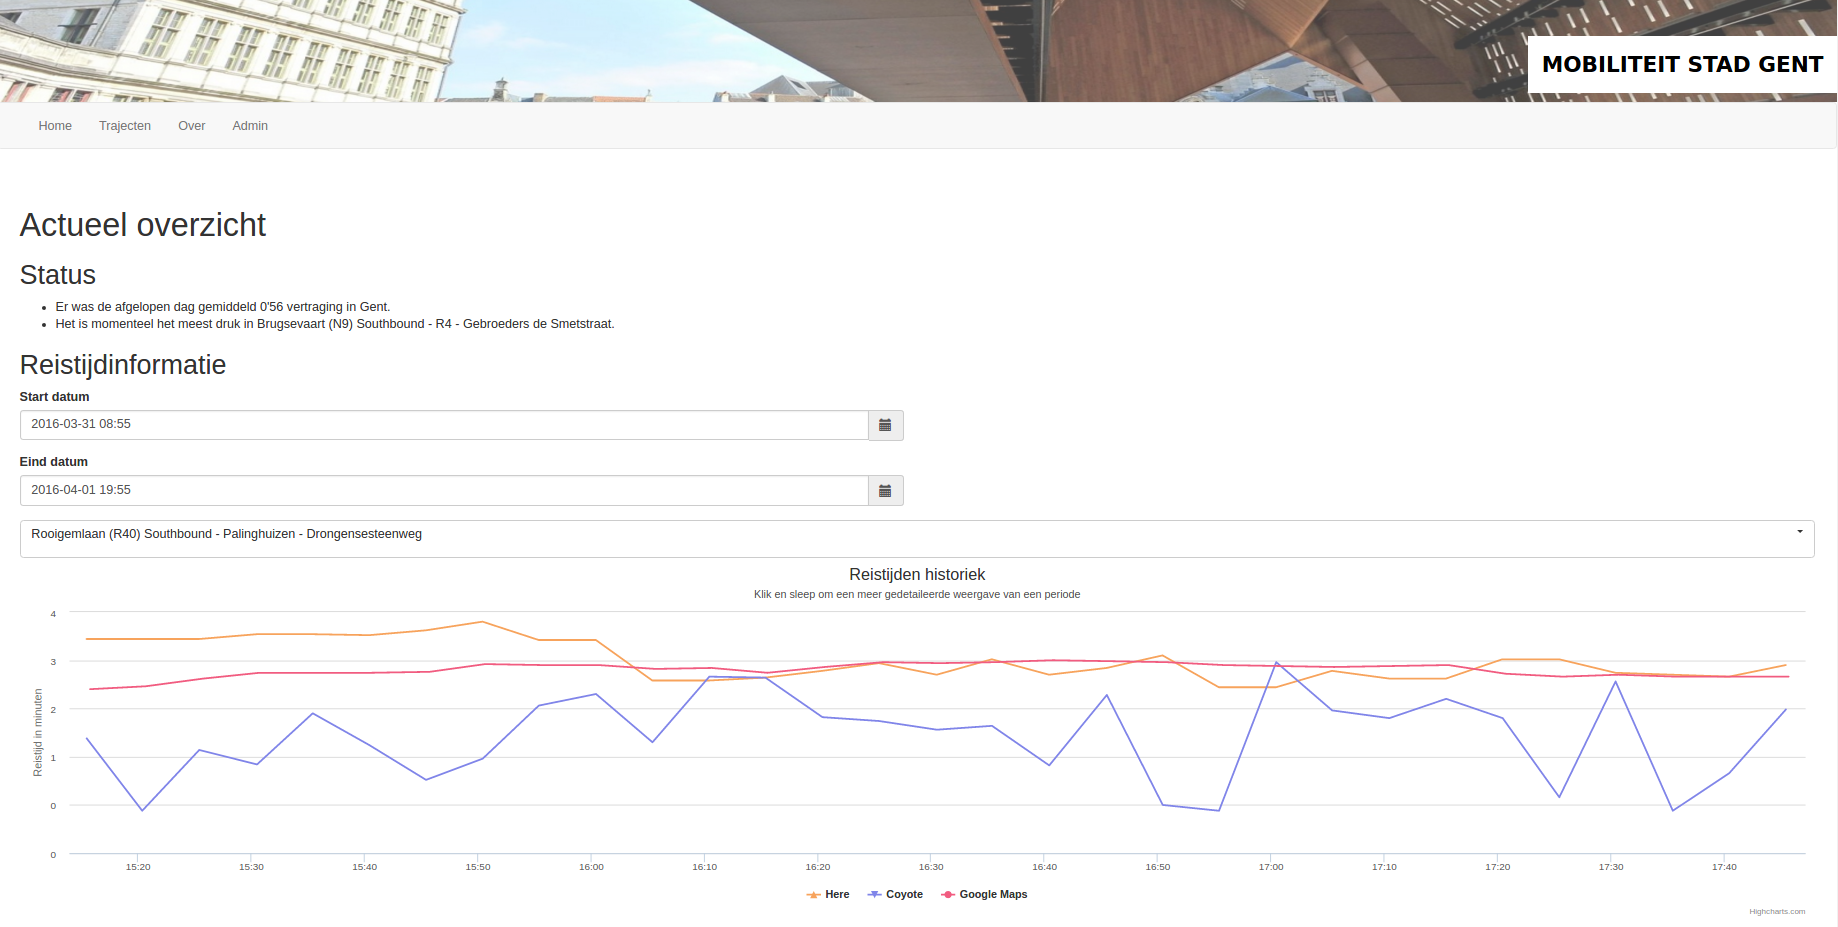 MOBILITEIT STAD GENT
Home Trajecten Over Admin
Actueel overzicht
Status
Er was de afgelopen dag gemiddeld 0'56 vertraging in Gent.
Het is momenteel het meest druk in Brugsevaart (N9) Southbound - R4 - Gebroeders de Smetstraat.
Reistijdinformatie
Start datum
2016-03-31 08:55
Eind datum
2016-04-01 19:55
Rooigemlaan (R40) Southbound - Palinghuizen - Drongensesteenweg
Reistijden historiek
Klik en sleep om een meer gedetaileerde weergave van een periode
Reistijd in minuten
4
3
2
1
0
0
15:20 15:30 15:40 15:50 16:00 16:10 16:20 16:30 16:40 16:50 17:00 17:10 17:20 17:30 17:40
Here Coyote Google Maps
Highcharts.com